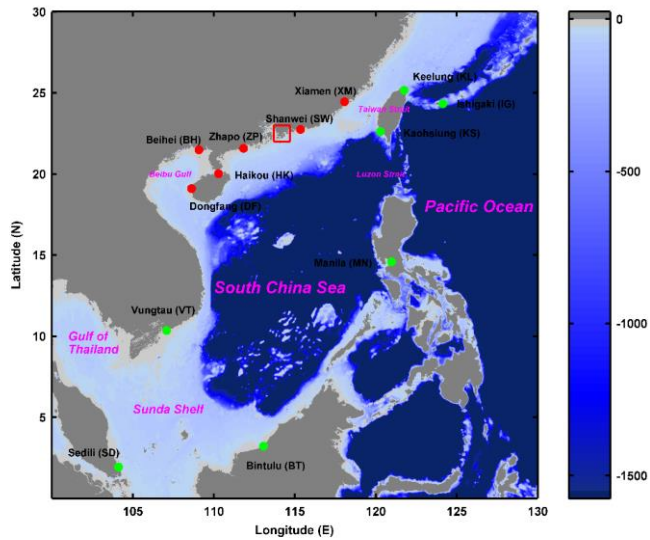 30
25
20
15
10
5
Latitude (N)
105
110
115
120
125
130
Longitude (E)
Keelung (KL)
Xiamen (XM)
Ishigaki (IG)
Taiwan Strait
Shanwei (SW)
Zhapo (ZP)
Kaohsiung (KS)
Beihei (BH)
Beibu Gulf
Haikou (HK)
Luzon Strait
Dongfang (DF)
Pacific Ocean
Manila (MN)
South China Sea
Vungtau (VT)
Gulf of
Thailand
Sunda Shelf
Sedili (SD)
Bintulu (BT)
0
-500
-1000
-1500